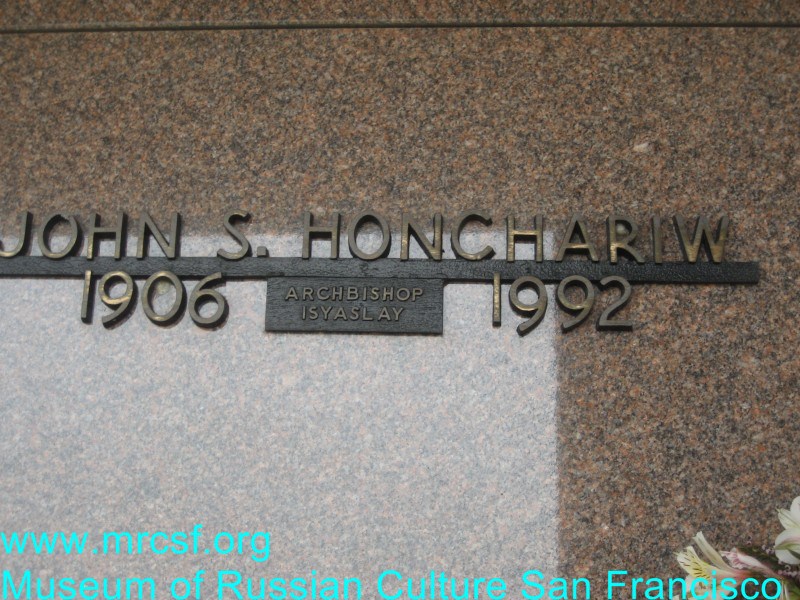 JOHN S. HONCHARIW
1906 ARCHBISHOP 1992
ISYASLAY
www.mrcsf.org
Museum of Russian Culture San Francisco